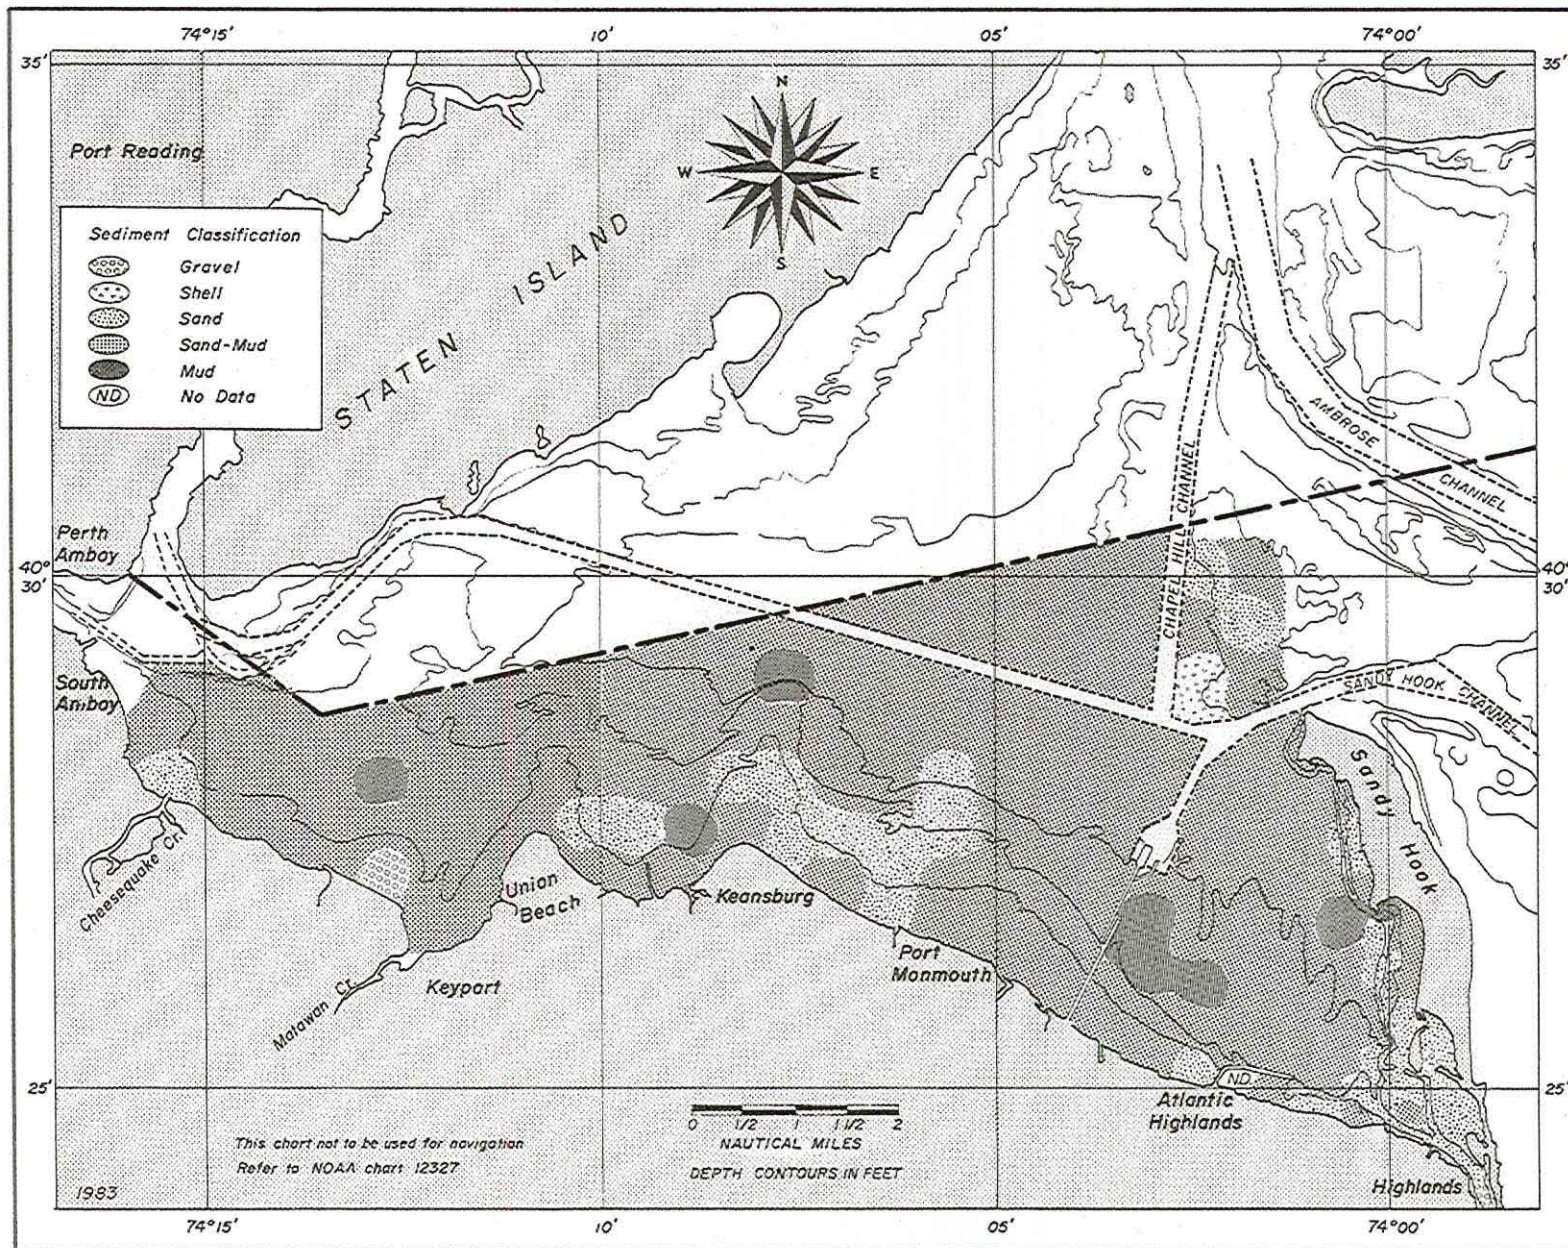 74°15'
10'
05'
74°00'
35'
35'
Port Reading
N
W
E
S
Sediment Classification
Gravel
Shell
Sand
Sand-Mud
Mud
ND No Data
STATEN ISLAND
AMBROSE CHANNEL
CHAPEL HILL CHANNEL
Perth
Amboy
40°
30'
40°
30'
South
Amboy
SANDY HOOK CHANNEL
Sandy Hook
Cheesequake Cr.
Union
Beach
Keansburg
Port
Monmouth
Keyport
Matawan Cr.
25'
25'
ND
Atlantic
Highlands
0 1/2 1 1 1/2 2
NAUTICAL MILES
DEPTH CONTOURS IN FEET
This chart not to be used for navigation
Refer to NOAA chart 12327
1983
Highlands
74°15'
10'
05'
74°00'